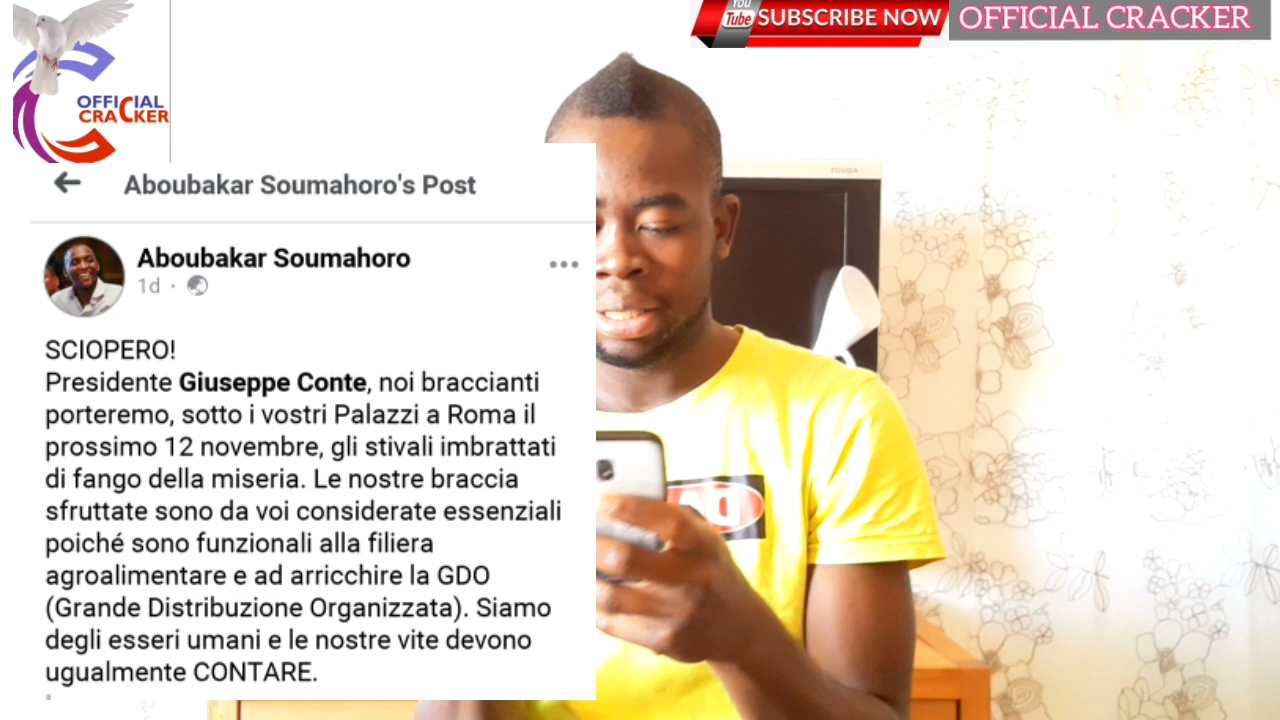 You
Tube SUBSCRIBE NOW
OFFICIAL CRACKER
OFFICIAL
CRACKER
Aboubakar Soumahoro's Post
Aboubakar Soumahoro
1d ·
SCIOPERO!
Presidente Giuseppe Conte, noi braccianti
porteremo, sotto i vostri Palazzi a Roma il
prossimo 12 novembre, gli stivali imbrattati
di fango della miseria. Le nostre braccia
sfruttate sono da voi considerate essenziali
poiché sono funzionali alla filiera
agroalimentare e ad arricchire la GDO
(Grande Distribuzione Organizzata). Siamo
degli esseri umani e le nostre vite devono
ugualmente CONTARE.